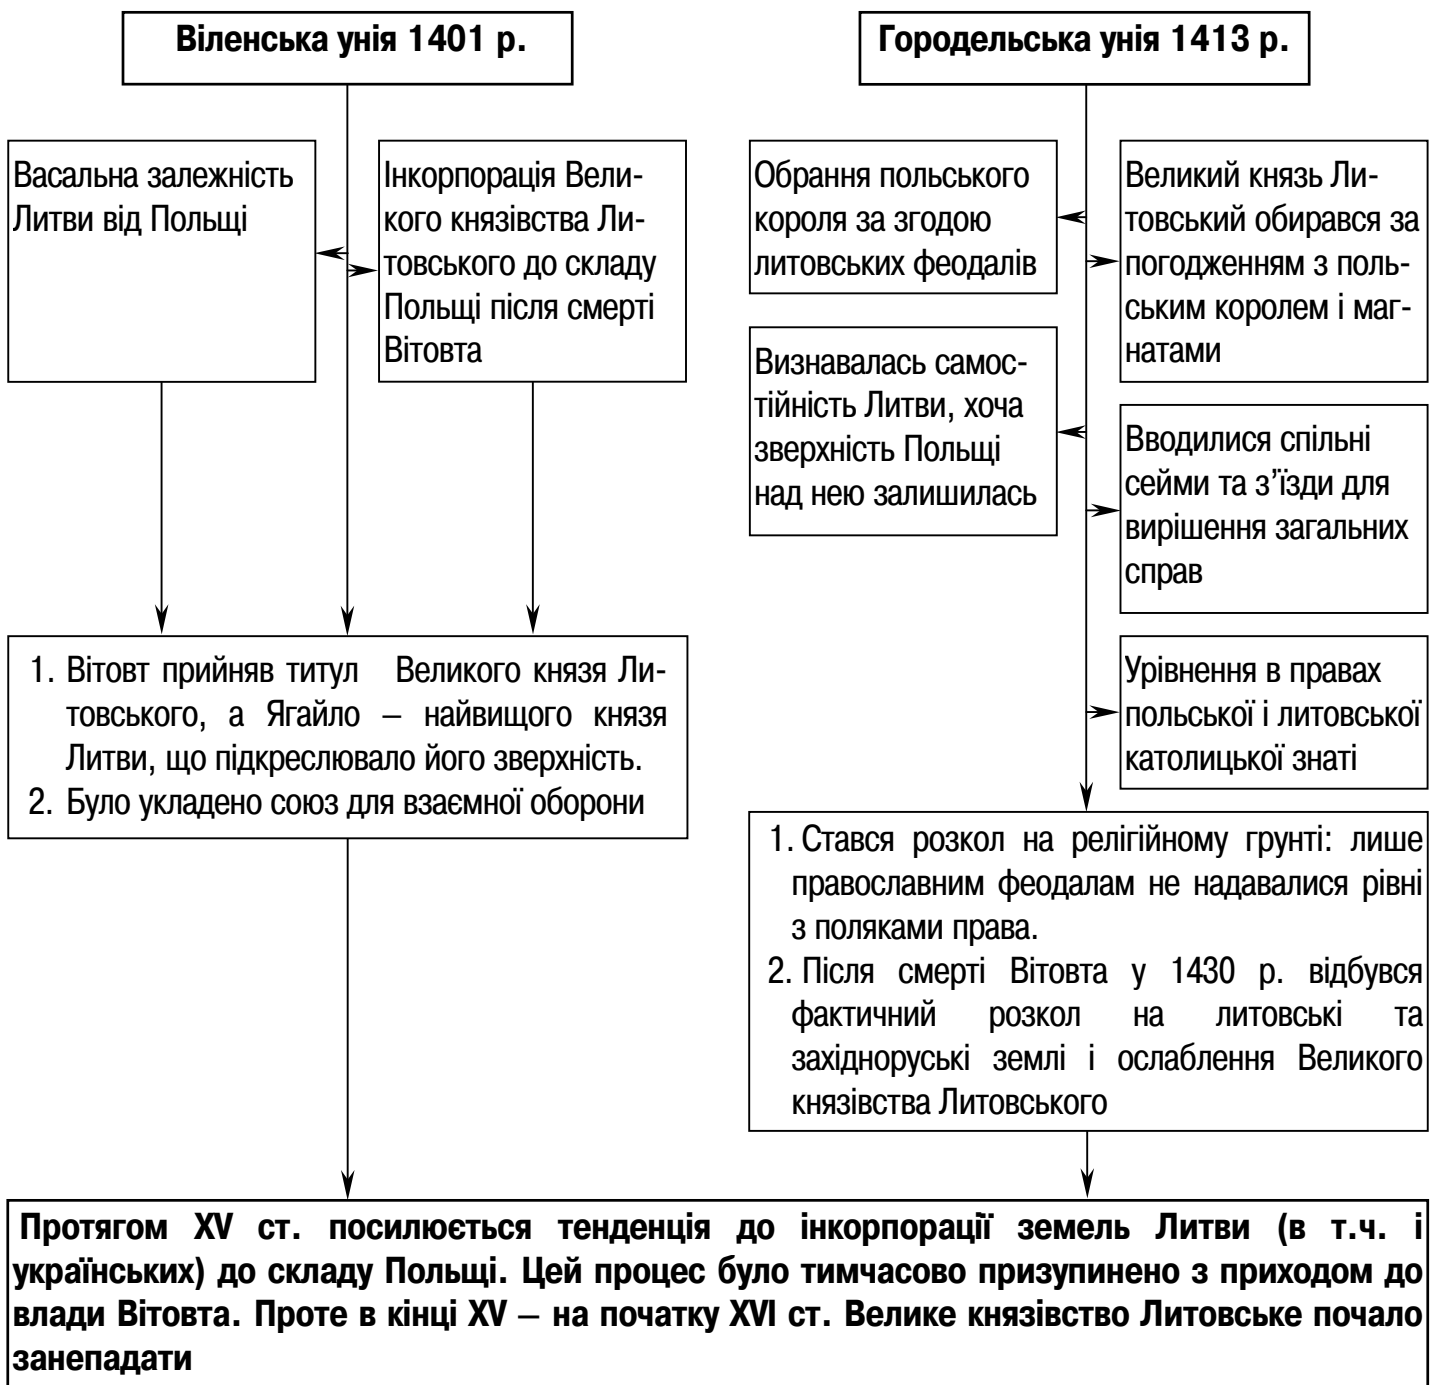 Віленська унія 1401 р.
Васальна залежність
Литви від Польщі
Інкорпорація Вели-
кого князівства Ли-
товського до складу
Польщі після смерті
Вітовта
1. Вітовт прийняв титул Великого князя Ли-
товського, а Ягайло – найвищого князя
Литви, що підкреслювало його зверхність.
2. Було укладено союз для взаємної оборони
Городельська унія 1413 р.
Обрання польського
короля за згодою
литовських феодалів
Великий князь Ли-
товський обирався за
погодженням з поль-
ським королем і маг-
натами
Визнавалась самос-
тійність Литви, хоча
зверхність Польщі
над нею залишилась
Вводилися спільні
сейми та з’їзди для
вирішення загальних
справ
Урівнення в правах
польської і литовської
католицької знаті
1. Стався розкол на релігійному грунті: лише
православним феодалам не надавалися рівні
з поляками права.
2. Після смерті Вітовта у 1430 р. відбувся
фактичний розкол на литовські та
західноруські землі і ослаблення Великого
князівства Литовського
Протягом XV ст. посилюється тенденція до інкорпорації земель Литви (в т.ч. і
українських) до складу Польщі. Цей процес було тимчасово призупинено з приходом до
влади Вітовта. Проте в кінці XV – на початку XVI ст. Велике князівство Литовське почало
занепадати